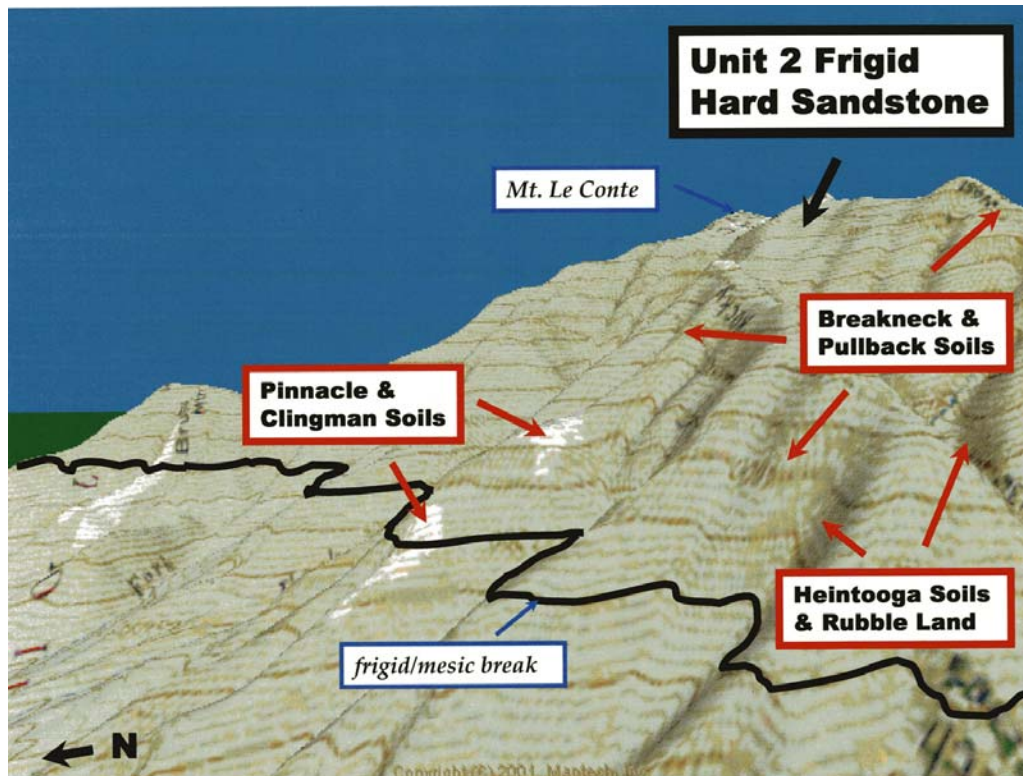 Unit 2 Frigid
Hard Sandstone
Mt. Le Conte
Breakneck &
Pullback Soils
Pinnacle &
Clingman Soils
Heintooga Soils
& Rubble Land
frigid/mesic break
Fork
N
Copyright (C) 2001, Maptech, Inc.